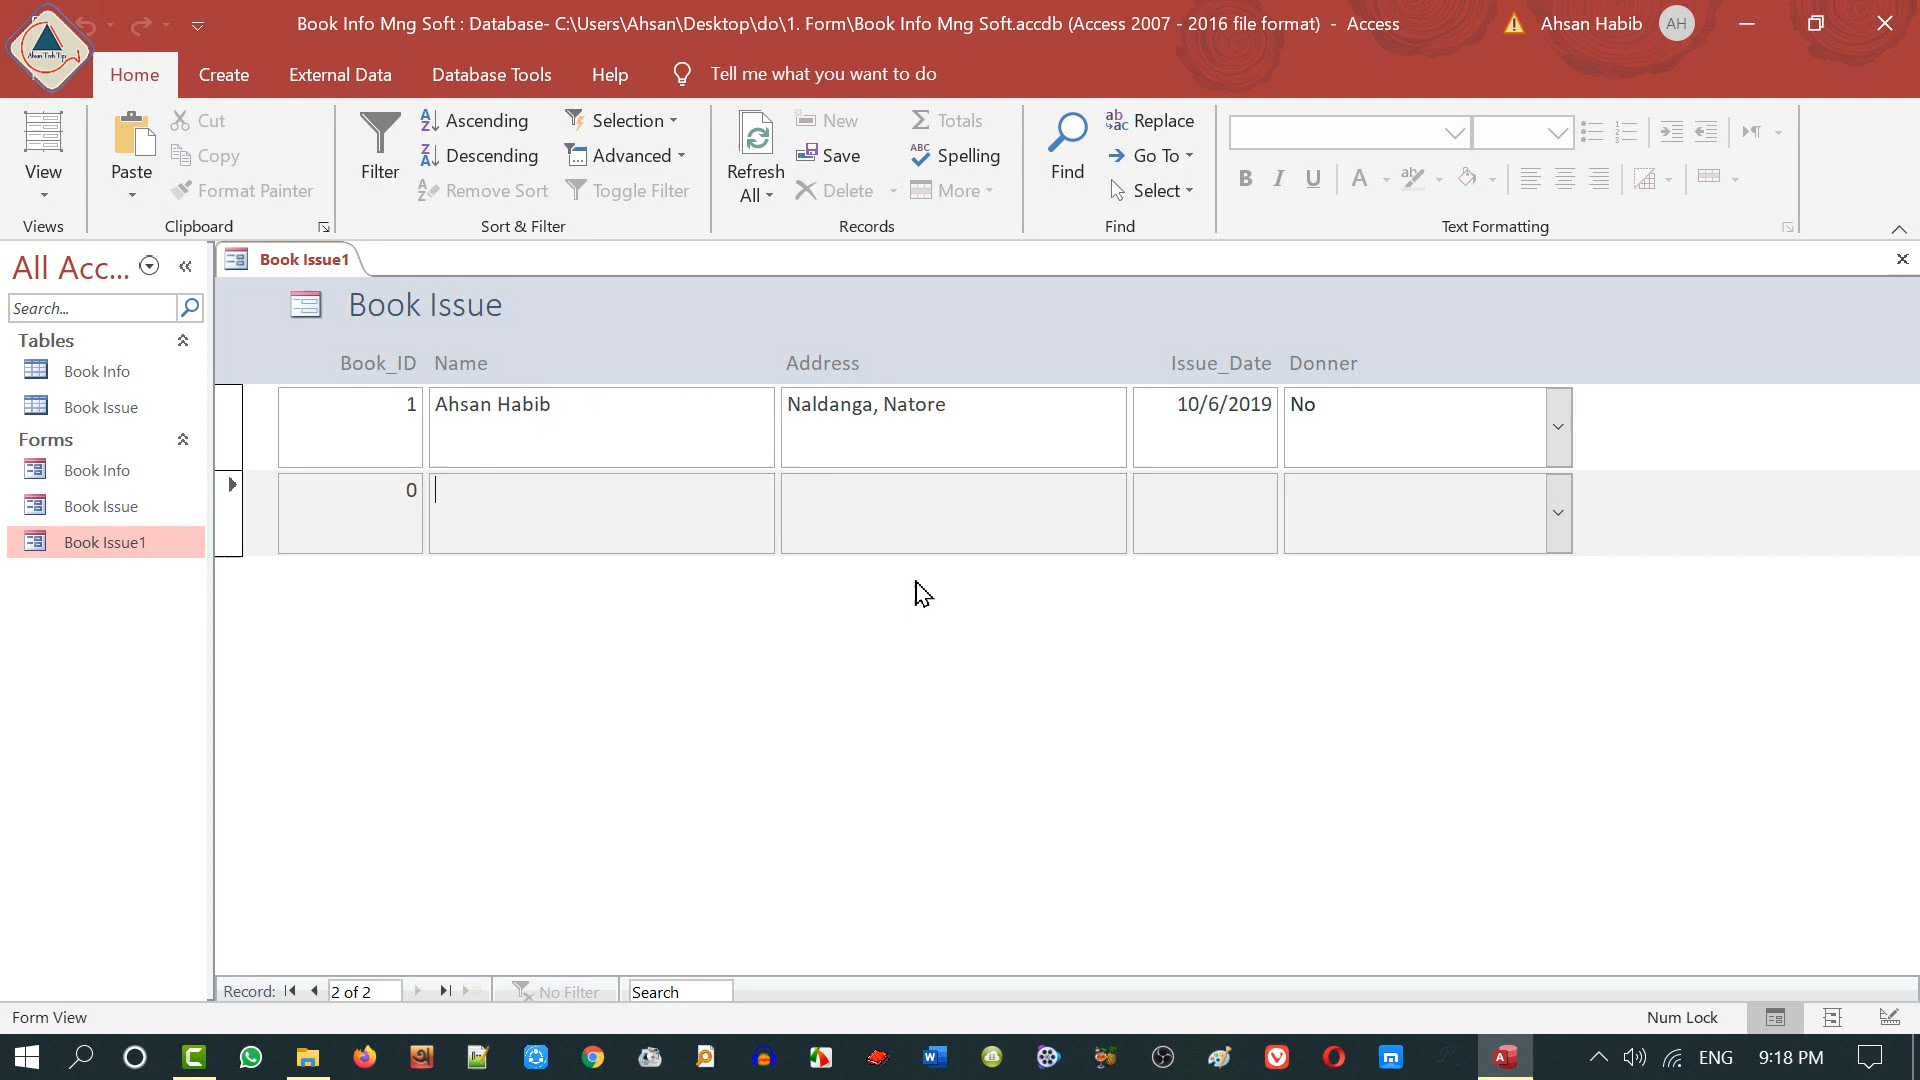 Book Info Mng Soft : Database- C:\Users\Ahsan\Desktop\do\1. Form\Book Info Mng Soft.accdb (Access 2007 - 2016 file format) - Access
Ahsan Habib AH
Ahsan Tech Tips
Home Create External Data Database Tools Help Tell me what you want to do
View
Views
Paste
Cut
Copy
Format Painter
Clipboard
Filter
Ascending
Descending
Remove Sort
Selection
Advanced
Toggle Filter
Sort & Filter
Refresh All
New
Save
Delete
Totals
Spelling
More
Records
Find
Replace
Go To
Select
Find
B I U A
Text Formatting
All Acc...
Search...
Tables
Book Info
Book Issue
Forms
Book Info
Book Issue
Book Issue1
Book Issue1
Book Issue
Book_ID Name Address Issue_Date Donner
1 Ahsan Habib Naldanga, Natore 10/6/2019 No
0
Record: 2 of 2 No Filter Search
Form View Num Lock
ENG 9:18 PM